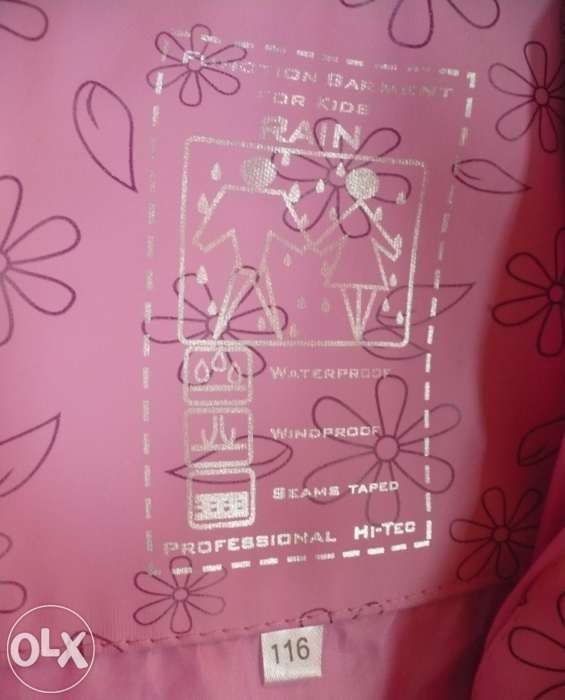 FUNCTION GARMENT
FOR KIDS
RAIN
WATERPROOF
WINDPROOF
SEAMS TAPED
PROFESSIONAL HI-TEC
116
OLX